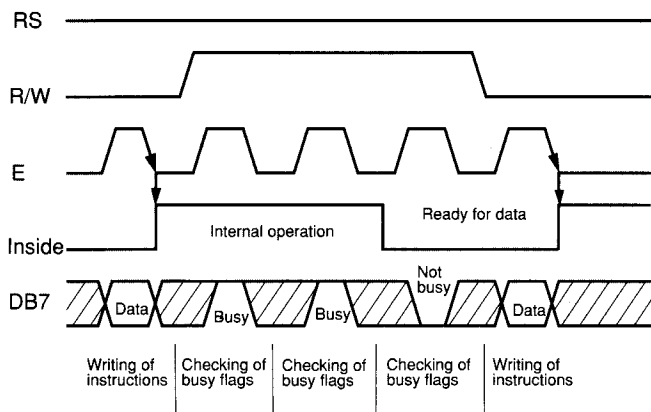 RS
R/W
E
Ready for data
Internal operation
Inside
Not
busy
DB7
Data
Busy
Busy
Data
Writing of
instructions
Checking of
busy flags
Checking of
busy flags
Checking of
busy flags
Writing of
instructions